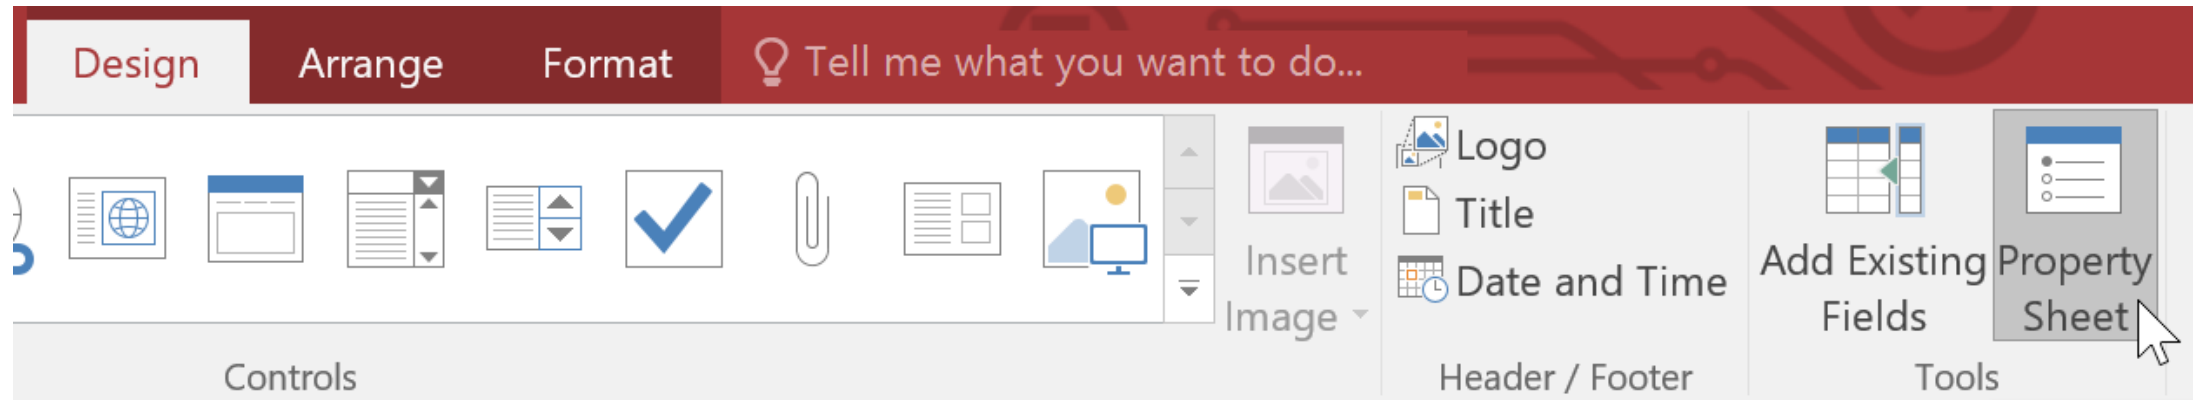 Design Arrange Format Tell me what you want to do...
Logo
Title
Date and Time
Insert
Image
Add Existing
Fields
Property
Sheet
Controls
Header / Footer
Tools